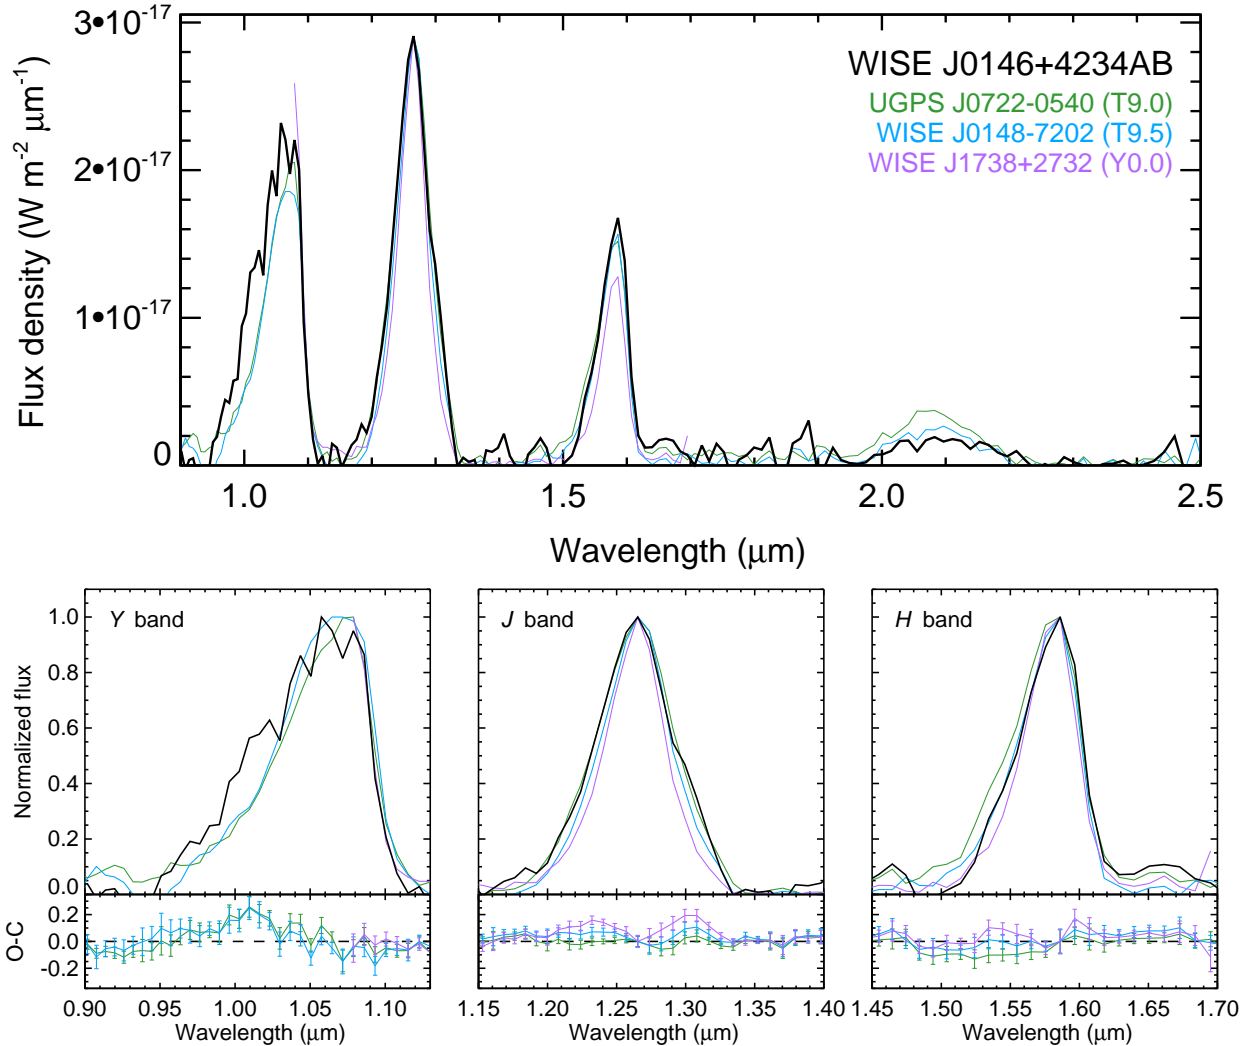 3•10⁻¹⁷
2•10⁻¹⁷
1•10⁻¹⁷
0
Flux density (W m⁻² μm⁻¹)
WISE J0146+4234AB
UGPS J0722-0540 (T9.0)
WISE J0148-7202 (T9.5)
WISE J1738+2732 (Y0.0)
1.0 1.5 2.0 2.5
Wavelength (μm)
Y band
J band
H band
1.0
0.8
0.6
0.4
0.2
0.0
Normalized flux
0.2
0.0
-0.2
O-C
0.90 0.95 1.00 1.05 1.10
1.15 1.20 1.25 1.30 1.35 1.40
1.45 1.50 1.55 1.60 1.65 1.70
Wavelength (μm)
Wavelength (μm)
Wavelength (μm)